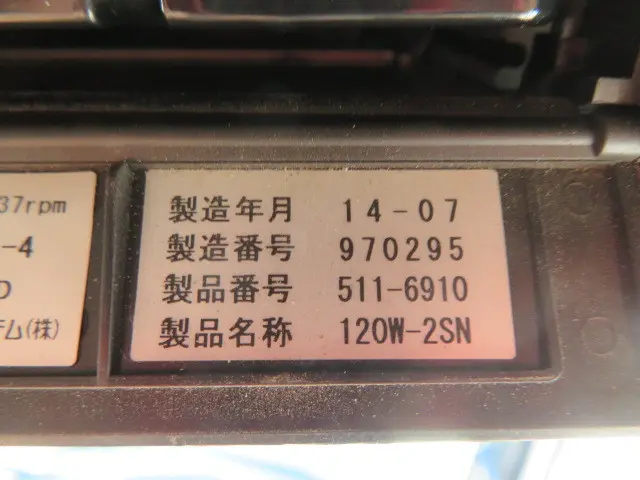 37rpm
-4
D
テム(株)
製造年月 14-07
製造番号 970295
製品番号 511-6910
製品名称 120W-2SN